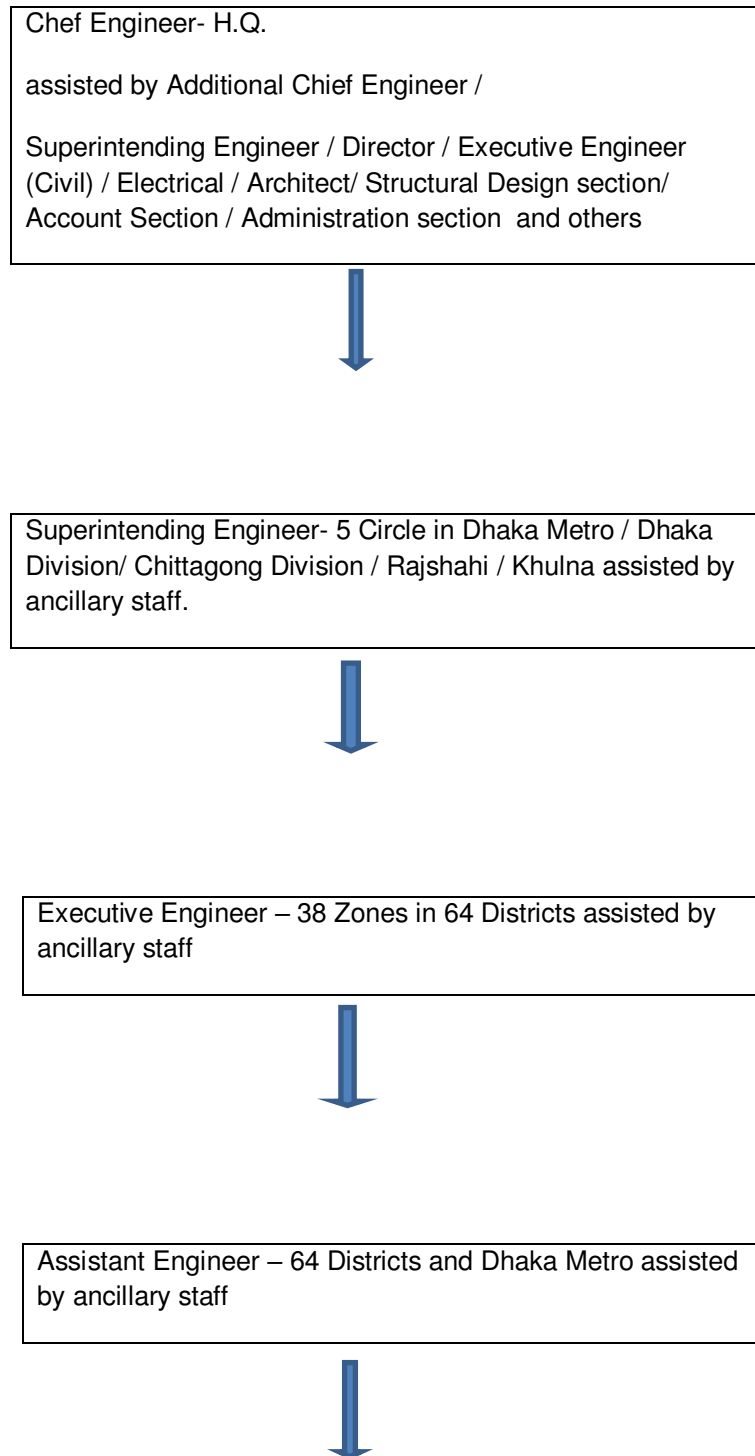 Chef Engineer- H.Q.
assisted by Additional Chief Engineer /
Superintending Engineer / Director / Executive Engineer
(Civil) / Electrical / Architect/ Structural Design section/
Account Section / Administration section and others
Superintending Engineer- 5 Circle in Dhaka Metro / Dhaka
Division/ Chittagong Division / Rajshahi / Khulna assisted by
ancillary staff.
Executive Engineer – 38 Zones in 64 Districts assisted by
ancillary staff
Assistant Engineer – 64 Districts and Dhaka Metro assisted
by ancillary staff